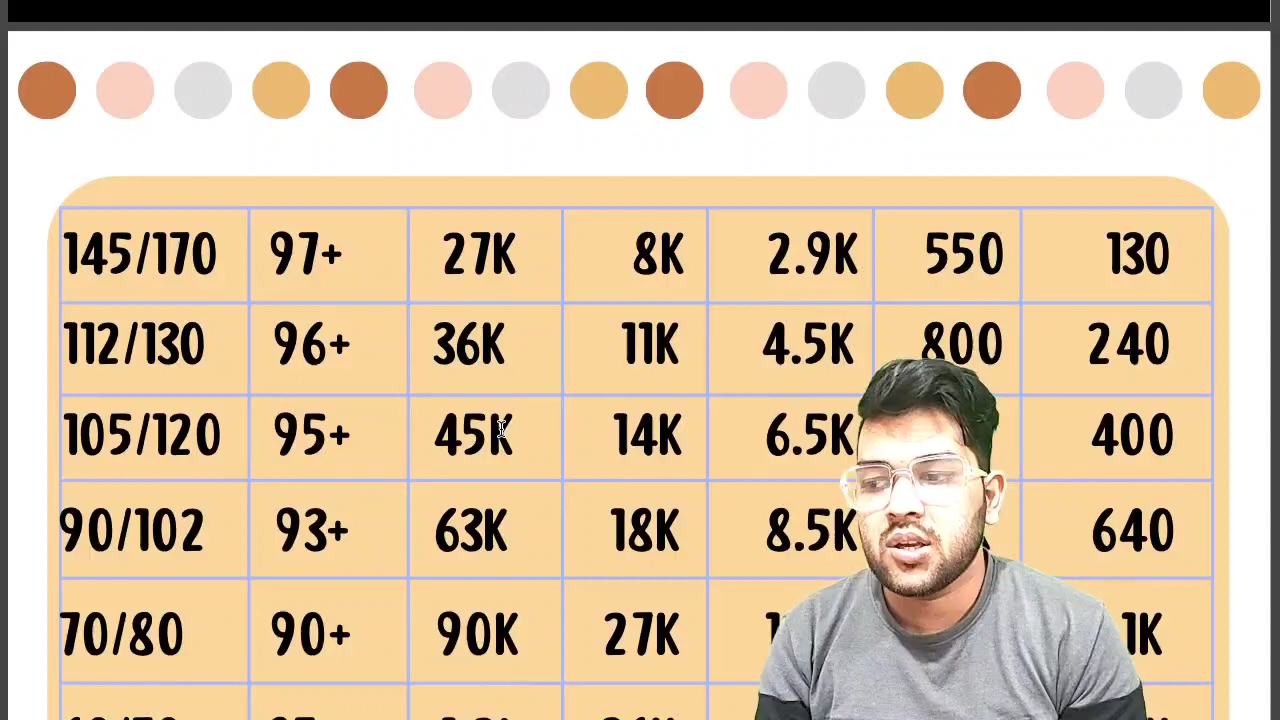 145/170 97+ 27K 8K 2.9K 550 130
112/130 96+ 36K 11K 4.5K 800 240
105/120 95+ 45K 14K 6.5K 400
90/102 93+ 63K 18K 8.5K 640
70/80 90+ 90K 27K 1K